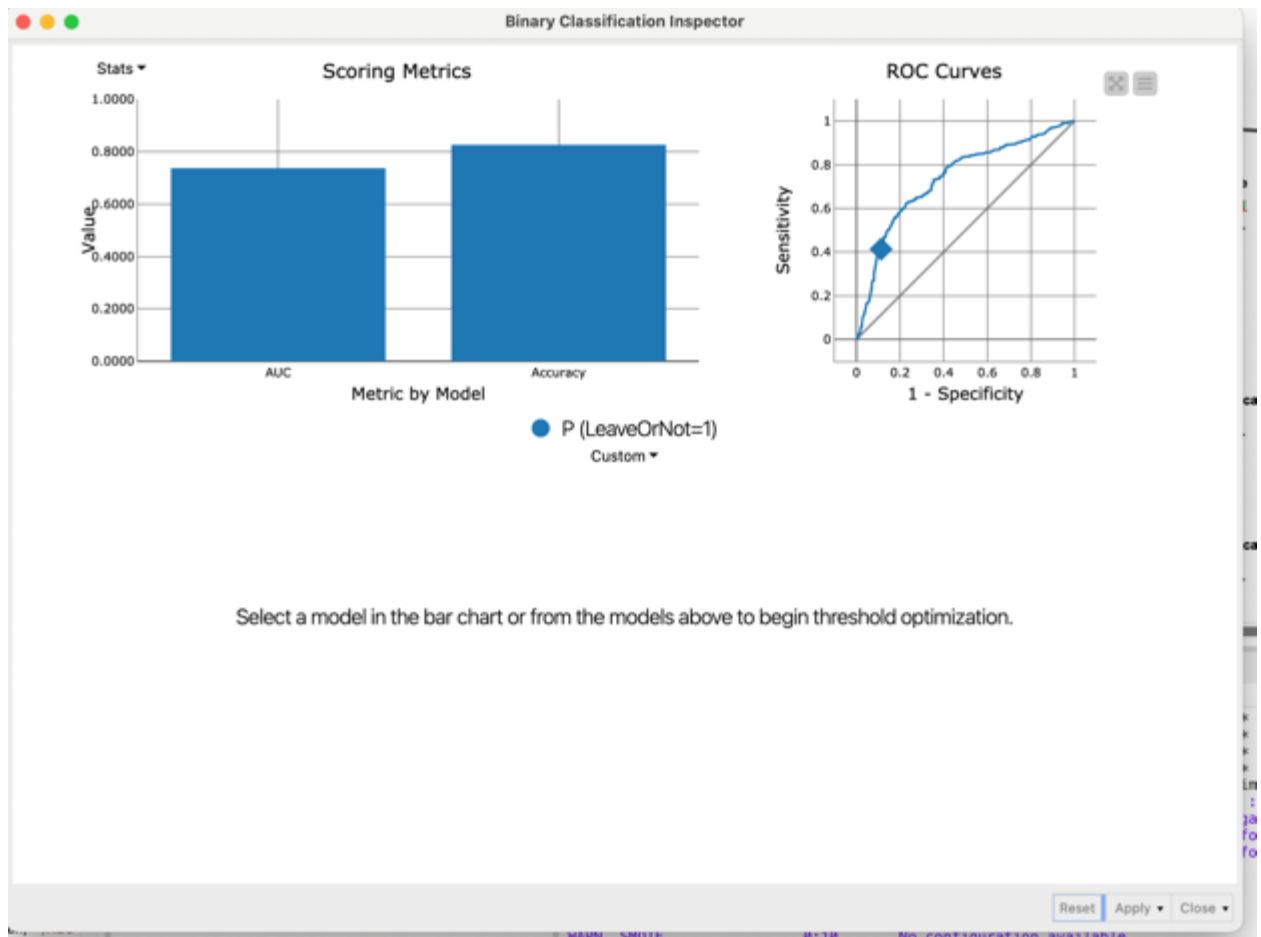 Binary Classification Inspector
Stats
Scoring Metrics
1.0000
0.8000
0.6000
0.4000
0.2000
0.0000
Value
AUC
Accuracy
Metric by Model
ROC Curves
1
0.8
0.6
0.4
0.2
0
Sensitivity
0 0.2 0.4 0.6 0.8 1
1 - Specificity
P (LeaveOrNot=1)
Custom
Select a model in the bar chart or from the models above to begin threshold optimization.
Reset Apply Close
No configuration available